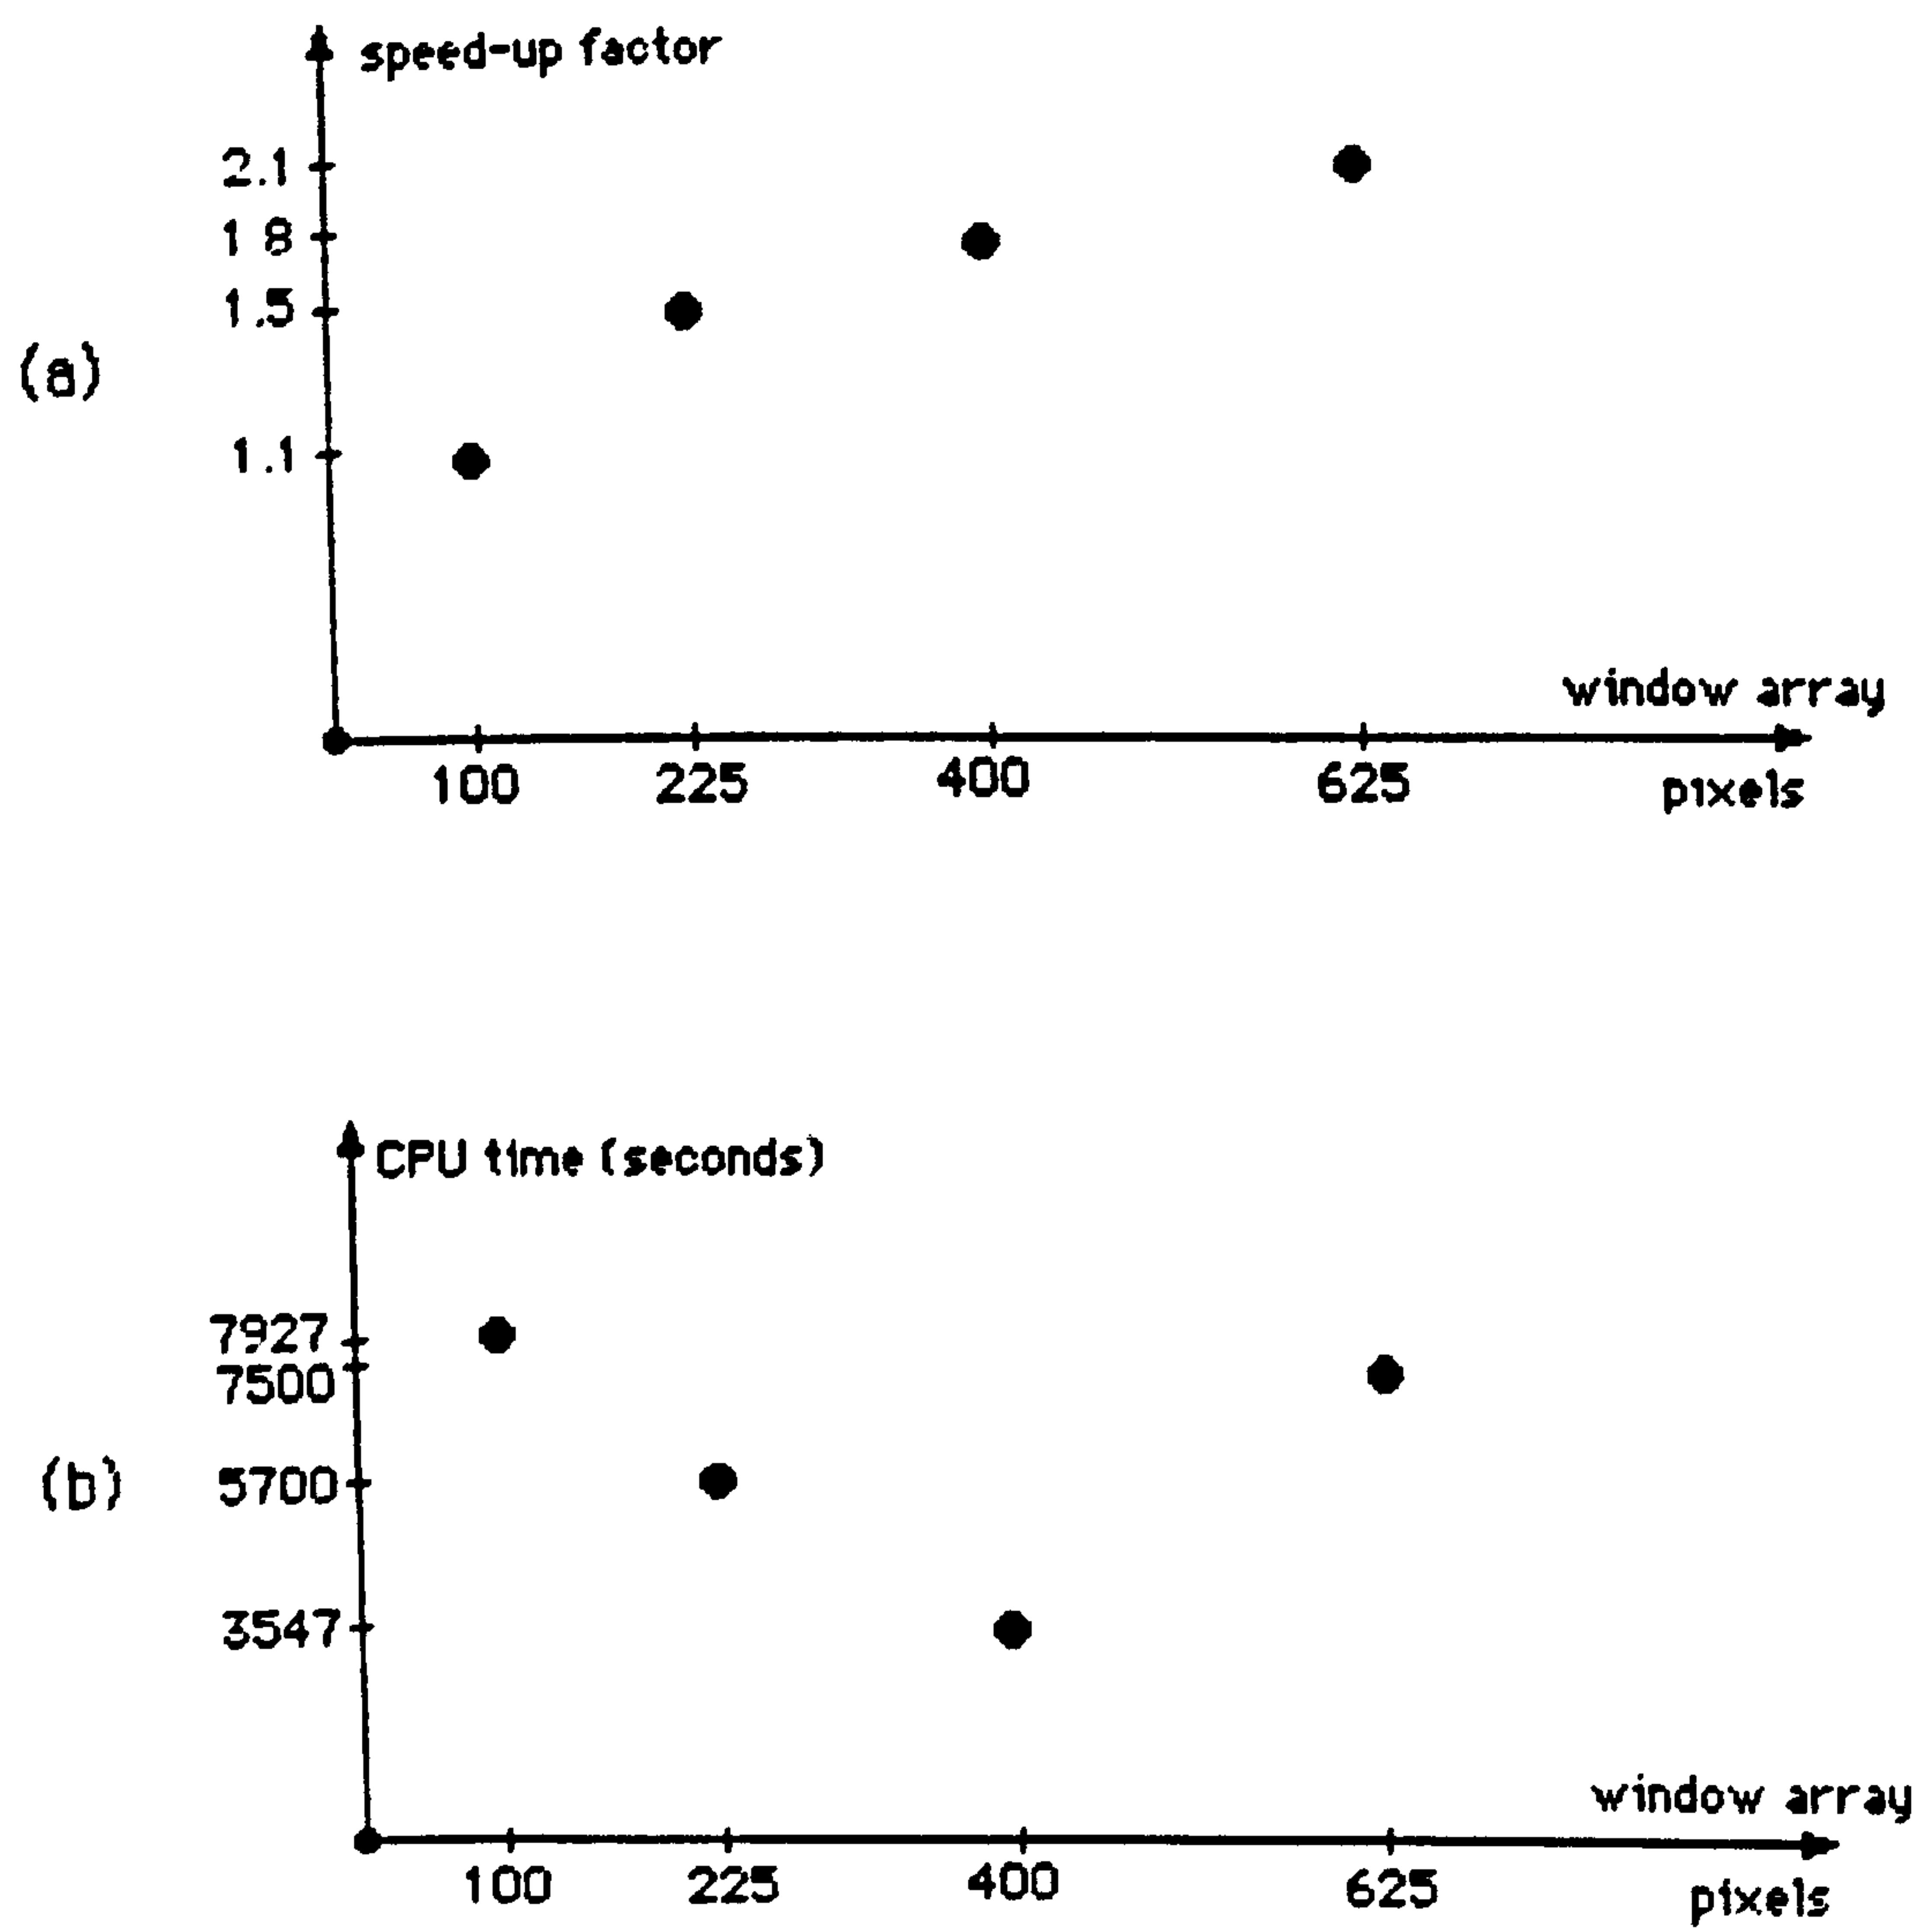 speed-up factor
2.1
1.8
1.5
(a)
1.1
window array
100 225 400 625
pixels
CPU time (seconds)
7927
7500
(b)
5700
3547
window array
100 225 400 625
pixels